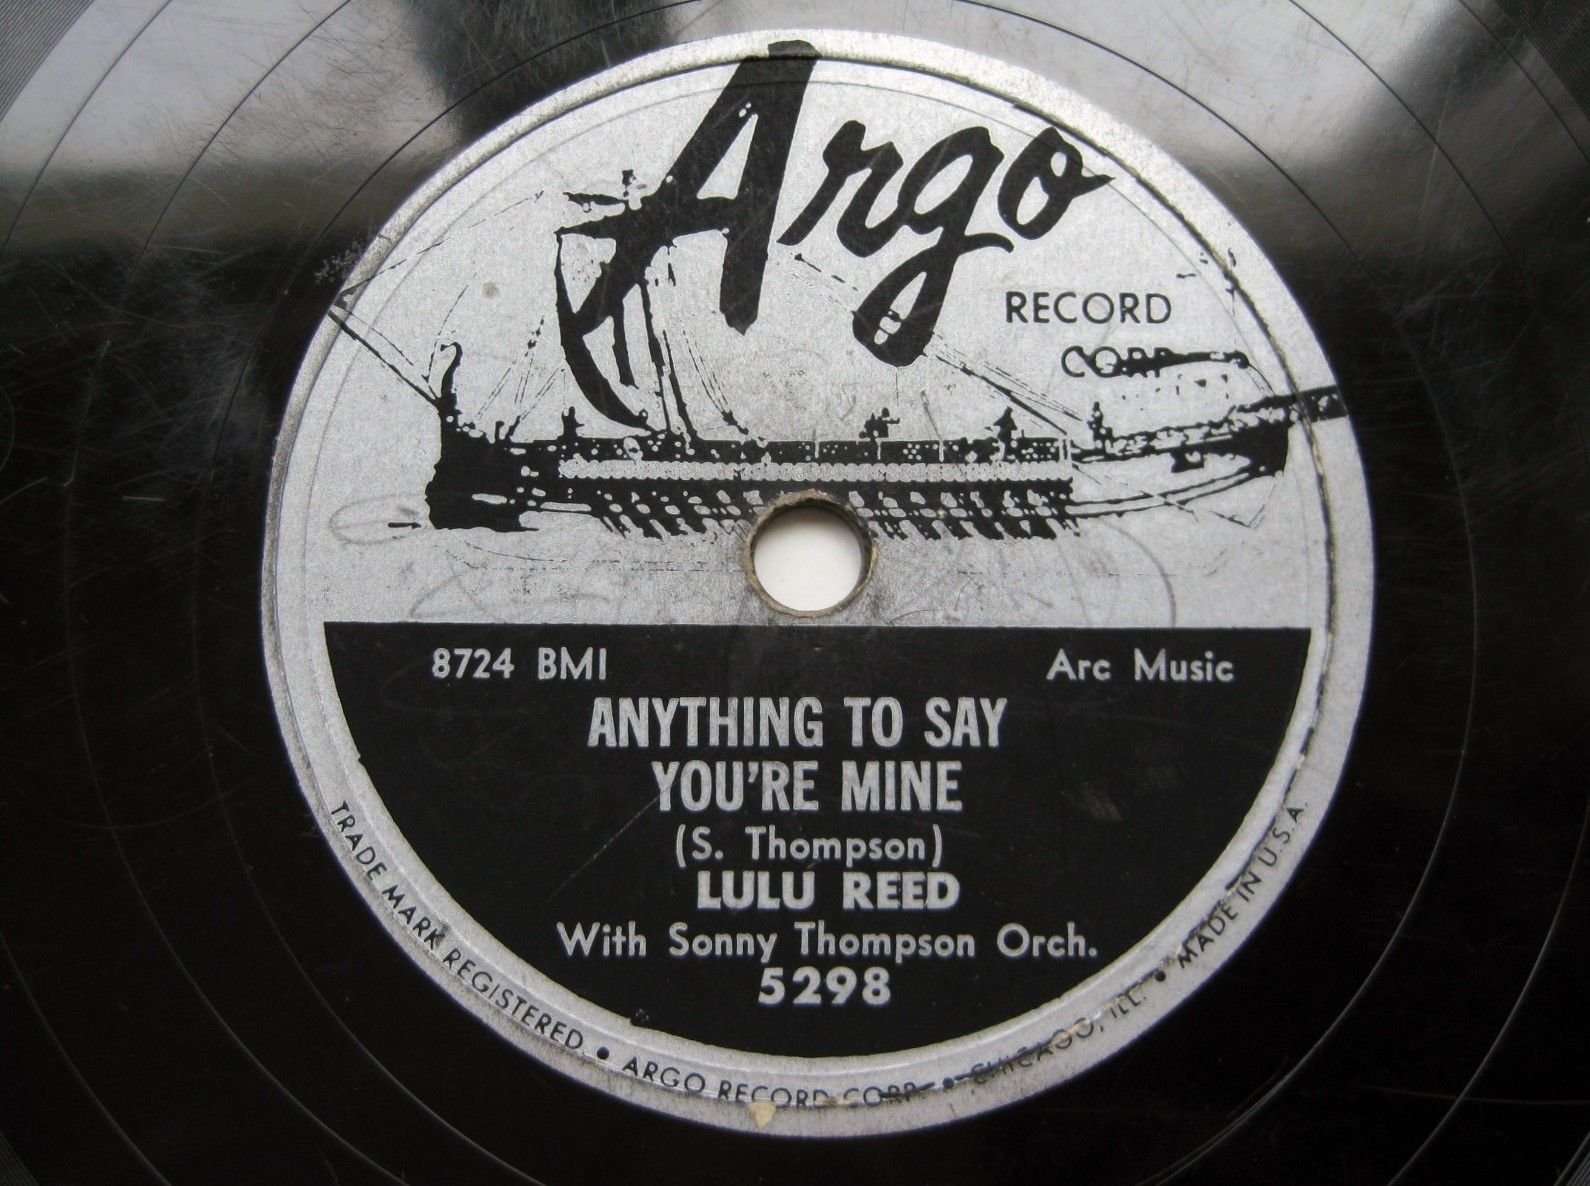 Argo
RECORD
CORP
8724 BMI
Arc Music
ANYTHING TO SAY
YOU'RE MINE
(S. Thompson)
LULU REED
With Sonny Thompson Orch.
5298
TRADE MARK REGISTERED. • ARGO RECORD CORP. • CHICAGO, ILL. • MADE IN U.S.A.